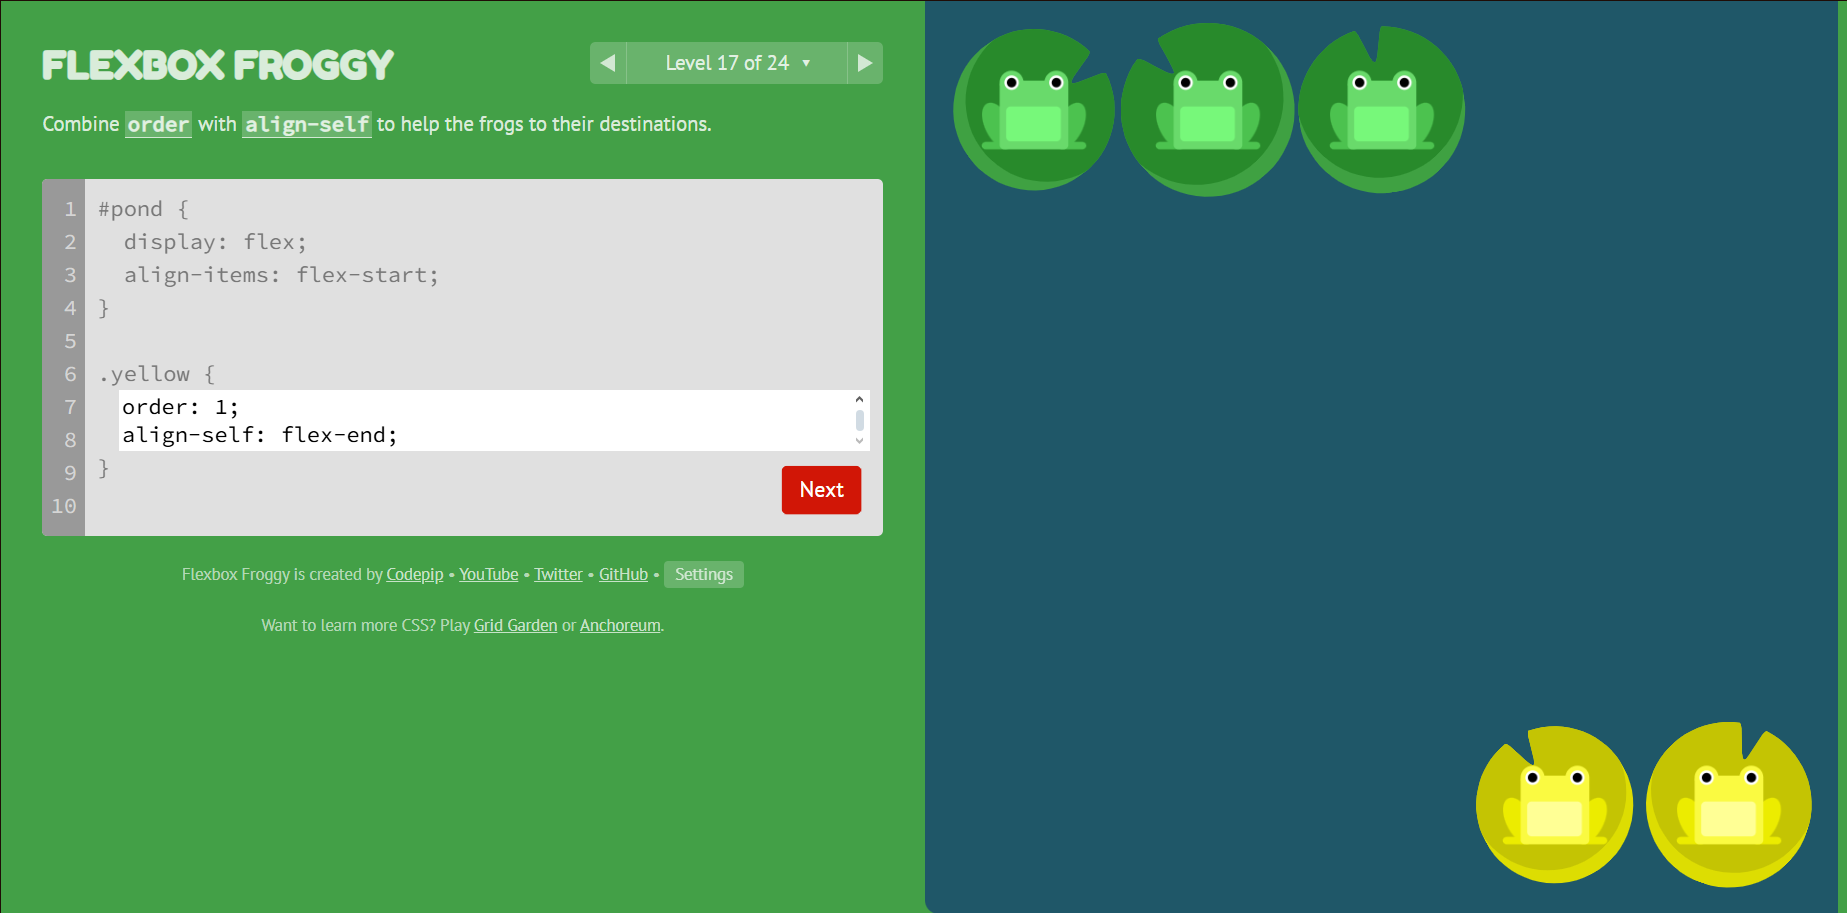 FLEXBOX FROGGY
◀ Level 17 of 24 ▼ ▶
Combine order with align-self to help the frogs to their destinations.
1 #pond {
2   display: flex;
3   align-items: flex-start;
4 }
5
6 .yellow {
7 order: 1;
8 align-self: flex-end;
9 }
10
Next
Flexbox Froggy is created by Codepip • YouTube • Twitter • GitHub • Settings
Want to learn more CSS? Play Grid Garden or Anchoreum.